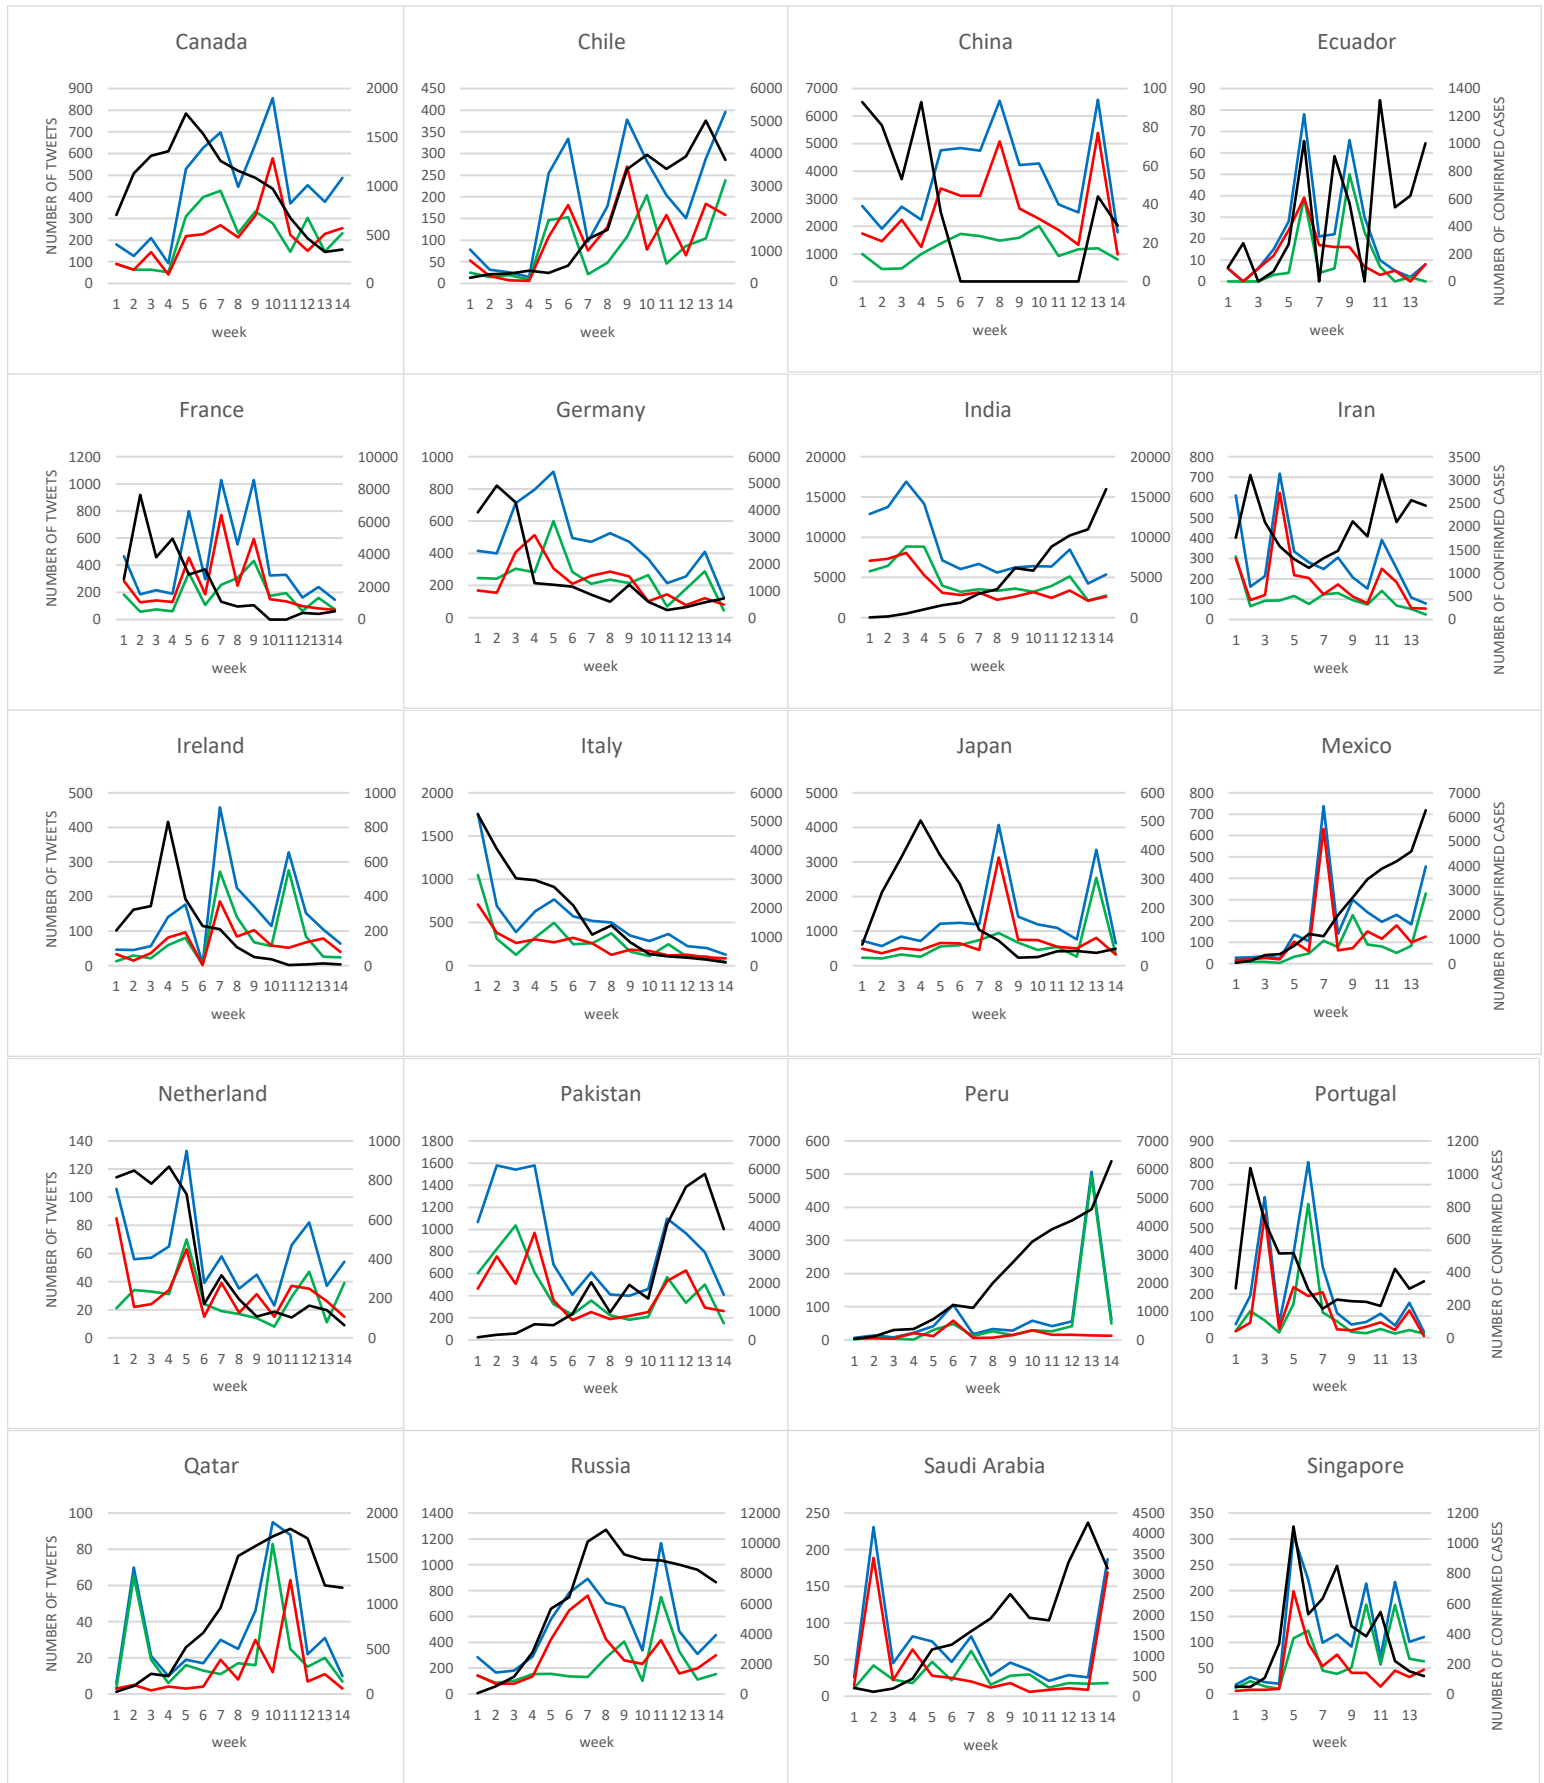 Canada
NUMBER OF TWEETS
900 800 700 600 500 400 300 200 100 0
2000 1500 1000 500 0
1 2 3 4 5 6 7 8 9 10 11 12 13 14
week
Chile
450 400 350 300 250 200 150 100 50 0
6000 5000 4000 3000 2000 1000 0
1 2 3 4 5 6 7 8 9 10 11 12 13 14
week
China
7000 6000 5000 4000 3000 2000 1000 0
100 80 60 40 20 0
1 2 3 4 5 6 7 8 9 10 11 12 13 14
week
Ecuador
90 80 70 60 50 40 30 20 10 0
1400 1200 1000 800 600 400 200 0
NUMBER OF CONFIRMED CASES
1 3 5 7 9 11 13
week
France
NUMBER OF TWEETS
1200 1000 800 600 400 200 0
10000 8000 6000 4000 2000 0
1 2 3 4 5 6 7 8 9 10 11 12 13 14
week
Germany
1000 800 600 400 200 0
6000 5000 4000 3000 2000 1000 0
1 2 3 4 5 6 7 8 9 10 11 12 13 14
week
India
20000 15000 10000 5000 0
20000 15000 10000 5000 0
1 2 3 4 5 6 7 8 9 10 11 12 13 14
week
Iran
800 700 600 500 400 300 200 100 0
3500 3000 2500 2000 1500 1000 500 0
NUMBER OF CONFIRMED CASES
1 3 5 7 9 11 13
week
Ireland
NUMBER OF TWEETS
500 400 300 200 100 0
1000 800 600 400 200 0
1 2 3 4 5 6 7 8 9 10 11 12 13 14
week
Italy
2000 1500 1000 500 0
6000 5000 4000 3000 2000 1000 0
1 2 3 4 5 6 7 8 9 10 11 12 13 14
week
Japan
5000 4000 3000 2000 1000 0
600 500 400 300 200 100 0
1 2 3 4 5 6 7 8 9 10 11 12 13 14
week
Mexico
800 700 600 500 400 300 200 100 0
7000 6000 5000 4000 3000 2000 1000 0
NUMBER OF CONFIRMED CASES
1 3 5 7 9 11 13
week
Netherland
NUMBER OF TWEETS
140 120 100 80 60 40 20 0
1000 800 600 400 200 0
1 2 3 4 5 6 7 8 9 10 11 12 13 14
week
Pakistan
1800 1600 1400 1200 1000 800 600 400 200 0
7000 6000 5000 4000 3000 2000 1000 0
1 2 3 4 5 6 7 8 9 10 11 12 13 14
week
Peru
600 500 400 300 200 100 0
7000 6000 5000 4000 3000 2000 1000 0
1 2 3 4 5 6 7 8 9 10 11 12 13 14
week
Portugal
900 800 700 600 500 400 300 200 100 0
1200 1000 800 600 400 200 0
NUMBER OF CONFIRMED CASES
1 3 5 7 9 11 13
week
Qatar
NUMBER OF TWEETS
100 80 60 40 20 0
2000 1500 1000 500 0
1 2 3 4 5 6 7 8 9 10 11 12 13 14
week
Russia
1400 1200 1000 800 600 400 200 0
12000 10000 8000 6000 4000 2000 0
1 2 3 4 5 6 7 8 9 10 11 12 13 14
week
Saudi Arabia
250 200 150 100 50 0
4500 4000 3500 3000 2500 2000 1500 1000 500 0
1 2 3 4 5 6 7 8 9 10 11 12 13 14
week
Singapore
350 300 250 200 150 100 50 0
1200 1000 800 600 400 200 0
NUMBER OF CONFIRMED CASES
1 3 5 7 9 11 13
week